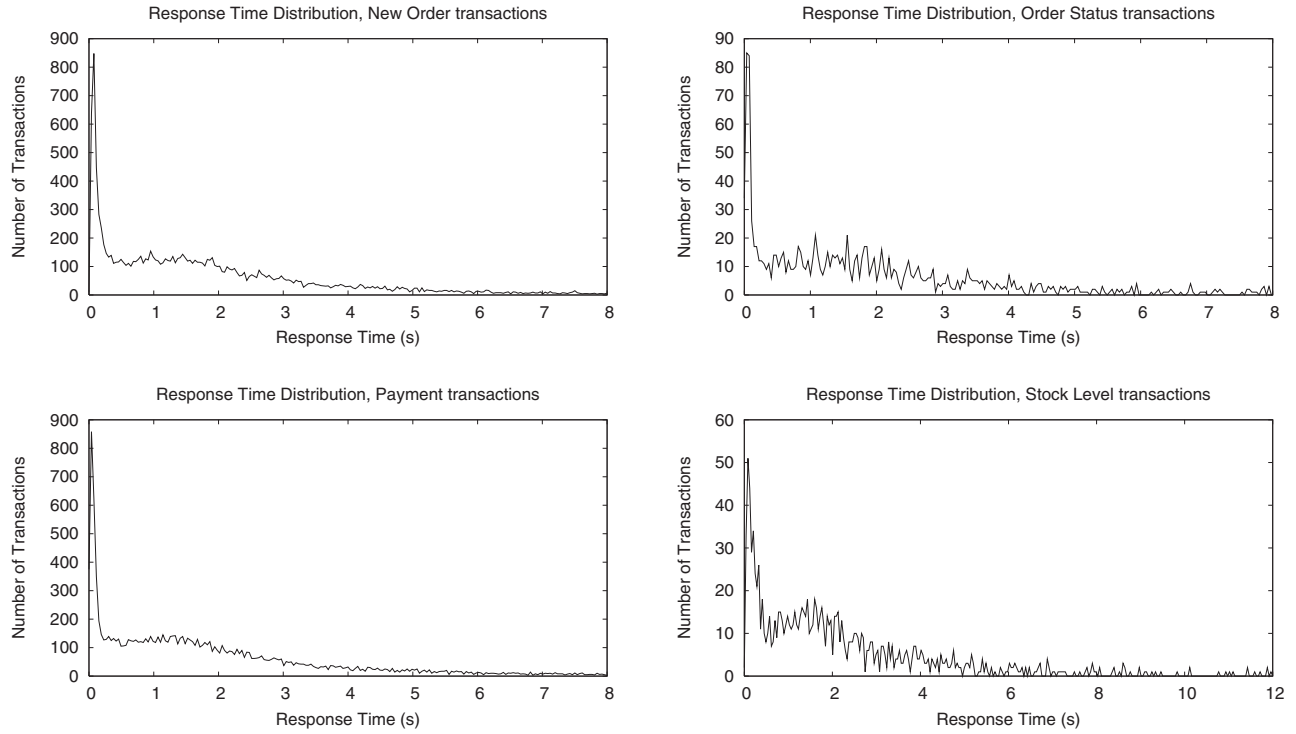 Response Time Distribution, New Order transactions
Number of Transactions
900
800
700
600
500
400
300
200
100
0
0 1 2 3 4 5 6 7 8
Response Time (s)
Response Time Distribution, Order Status transactions
Number of Transactions
90
80
70
60
50
40
30
20
10
0
0 1 2 3 4 5 6 7 8
Response Time (s)
Response Time Distribution, Payment transactions
Number of Transactions
900
800
700
600
500
400
300
200
100
0
0 1 2 3 4 5 6 7 8
Response Time (s)
Response Time Distribution, Stock Level transactions
Number of Transactions
60
50
40
30
20
10
0
0 2 4 6 8 10 12
Response Time (s)